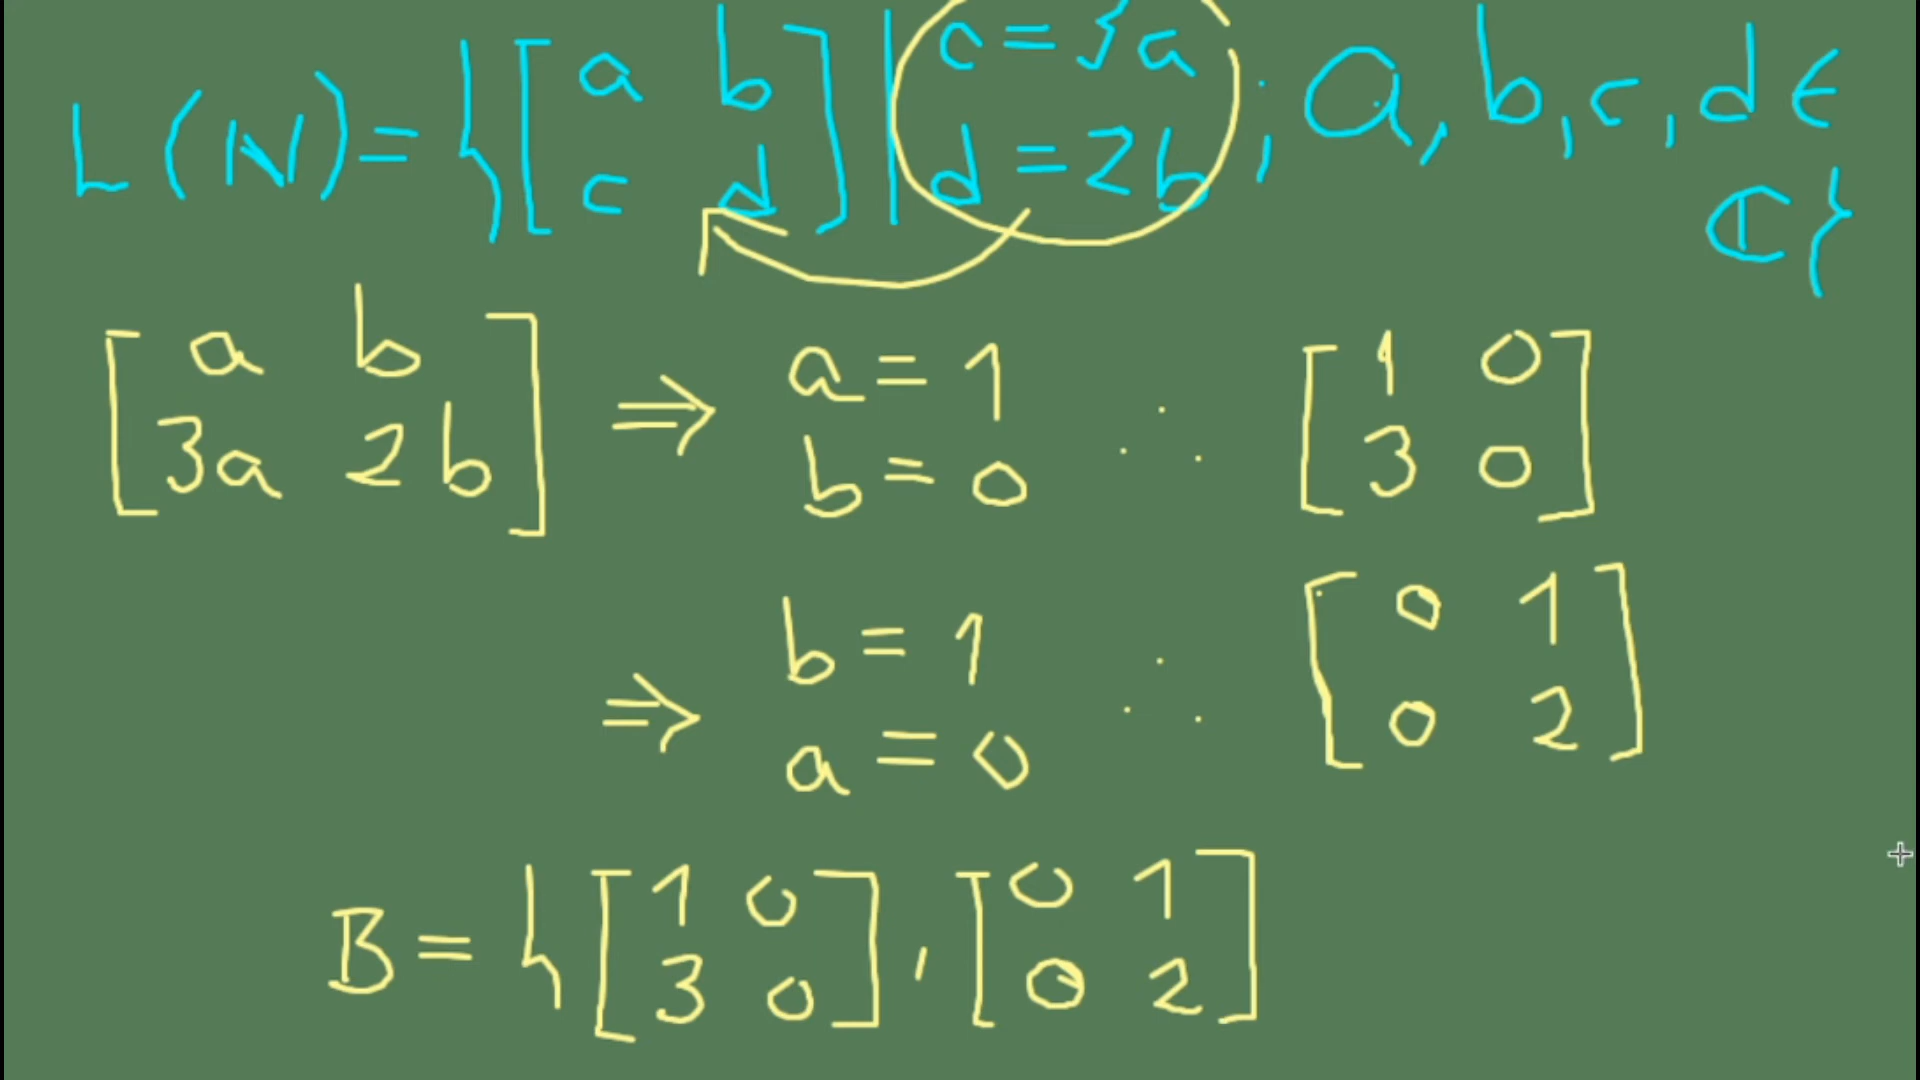 L(N) = {[a b c d] | c = 3a d = 2b ; a, b, c, d ∈ ℂ}
[a b 3a 2b] ⇒ a = 1 b = 0 ∴ [1 0 3 0]
⇒ b = 1 a = 0 ∴ [0 1 0 2]
B = {[1 0 3 0], [0 1 0 2]